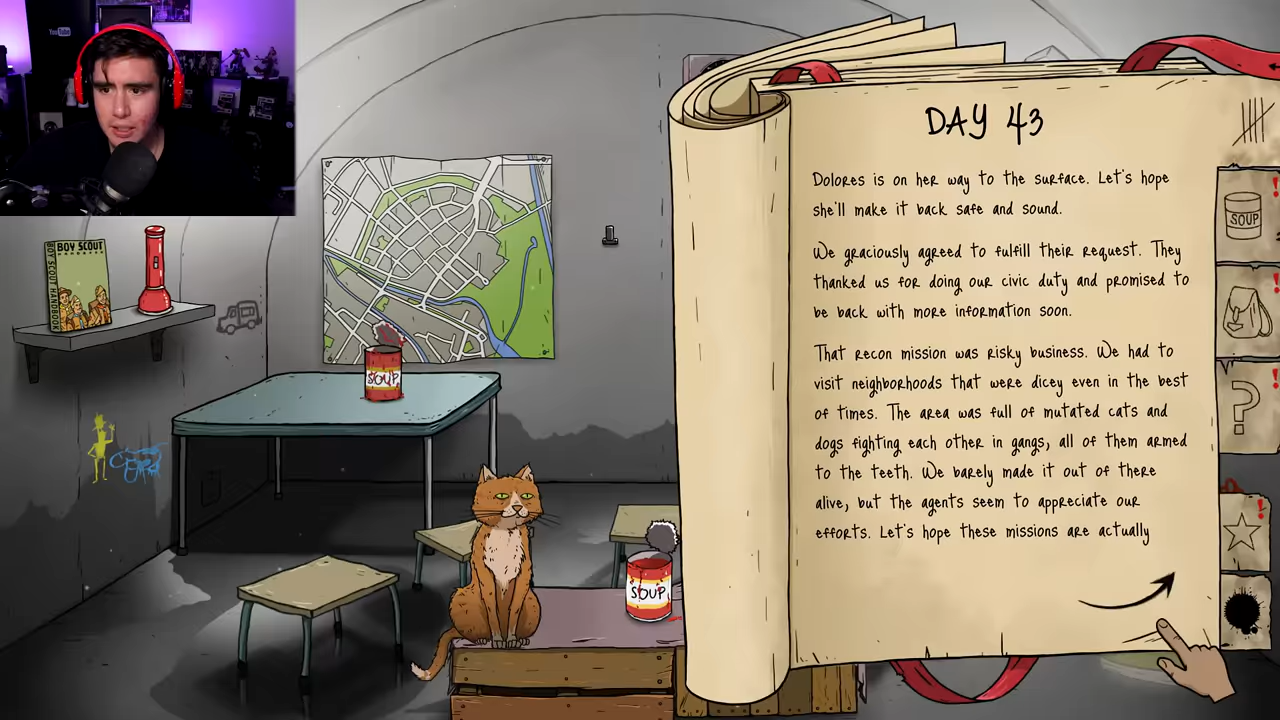 YouTube
DAY 43
Dolores is on her way to the surface. Let's hope
she'll make it back safe and sound.
We graciously agreed to fulfill their request. They
thanked us for doing our civic duty and promised to
be back with more information soon.
That recon mission was risky business. We had to
visit neighborhoods that were dicey even in the best
of times. The area was full of mutated cats and
dogs fighting each other in gangs, all of them armed
to the teeth. We barely made it out of there
alive, but the agents seem to appreciate our
efforts. Let's hope these missions are actually
SOUP
BOY SCOUT
BOY SCOUT HANDBOOK
SOUP
SOUP